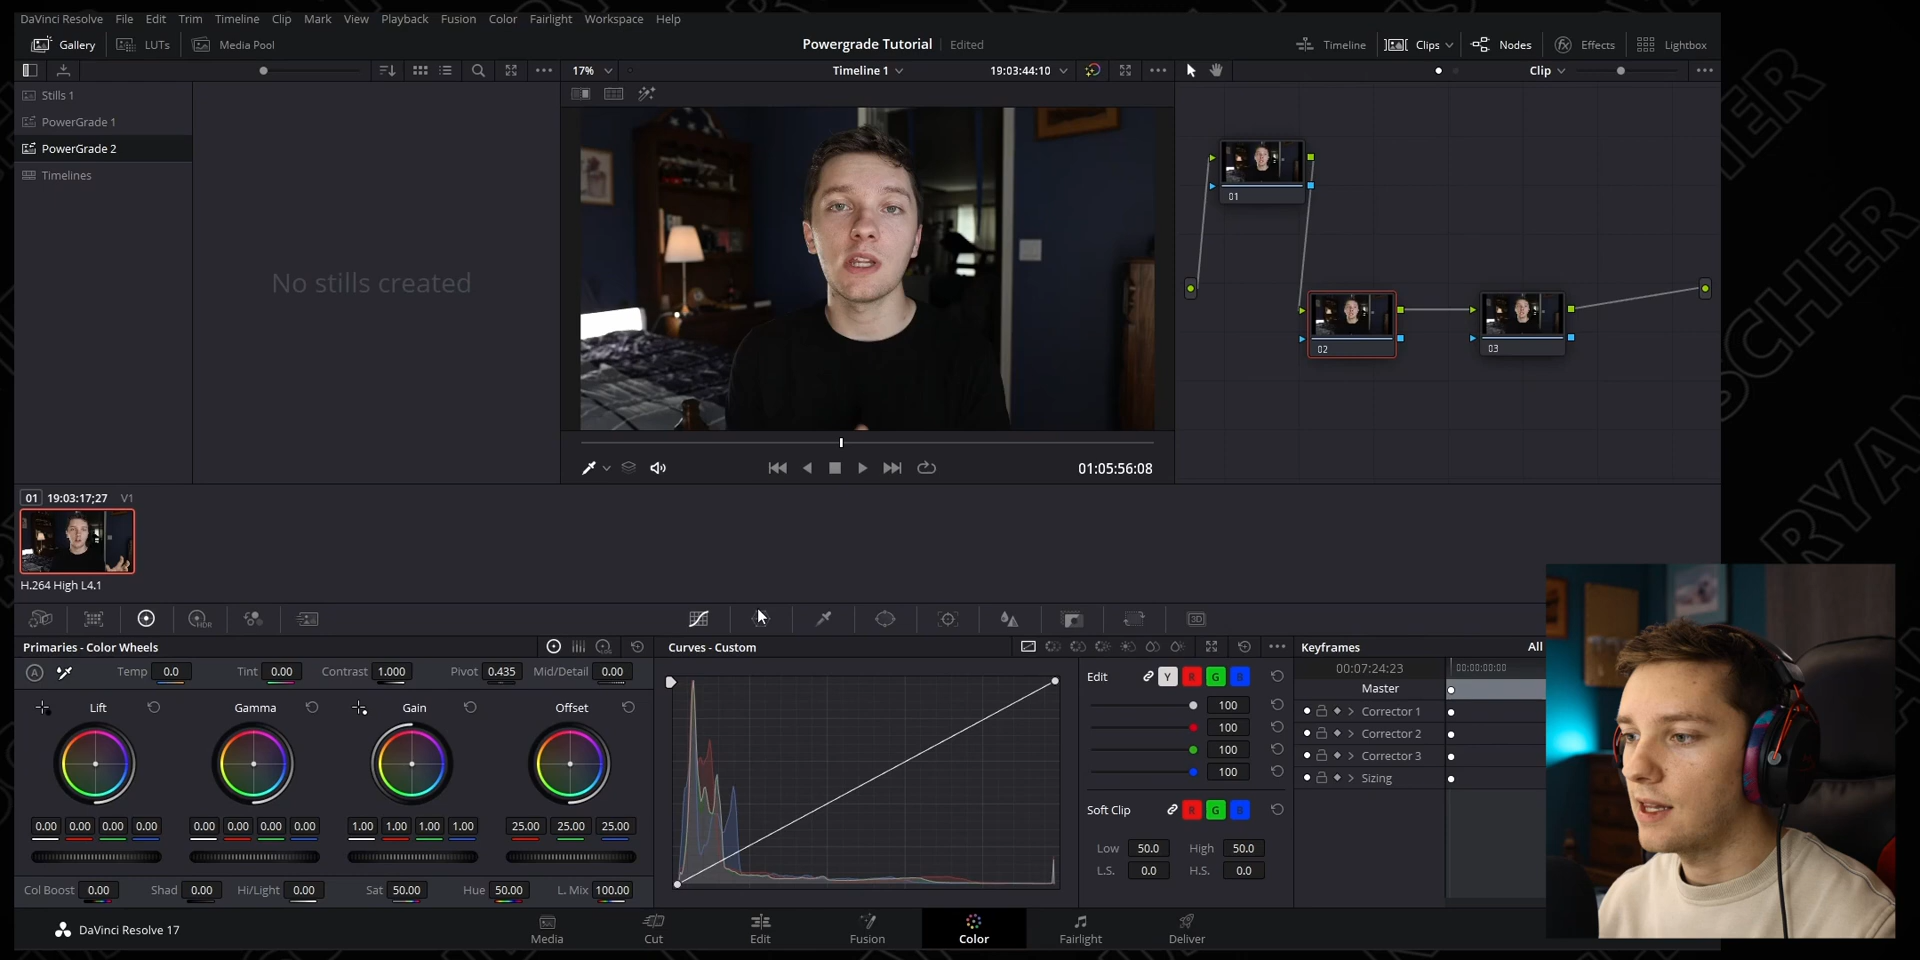 DaVinci Resolve File Edit Trim Timeline Clip Mark View Playback Fusion Color Fairlight Workspace Help
Gallery LUTs Media Pool Powergrade Tutorial Edited Timeline Clips Nodes Effects Lightbox
17% Timeline 1 19:03:44:10 Clip
Stills 1
PowerGrade 1
PowerGrade 2
Timelines
No stills created
01
02
03
01:05:56:08
01 19:03:17;27 V1
H.264 High L4.1
HDR
3D
Primaries - Color Wheels Curves - Custom Keyframes All
A Temp 0.0 Tint 0.00 Contrast 1.000 Pivot 0.435 Mid/Detail 0.00
Lift Gamma Gain Offset
0.00 0.00 0.00 0.00 0.00 0.00 0.00 0.00 1.00 1.00 1.00 1.00 25.00 25.00 25.00
Col Boost 0.00 Shad 0.00 Hi/Light 0.00 Sat 50.00 Hue 50.00 L. Mix 100.00
Edit Y R G B
100
100
100
100
Soft Clip R G B
Low 50.0 High 50.0
L.S. 0.0 H.S. 0.0
00:07:24:23 00:00:00:00
Master
Corrector 1
Corrector 2
Corrector 3
Sizing
DaVinci Resolve 17 Media Cut Edit Fusion Color Fairlight Deliver
SCHER
RYAN